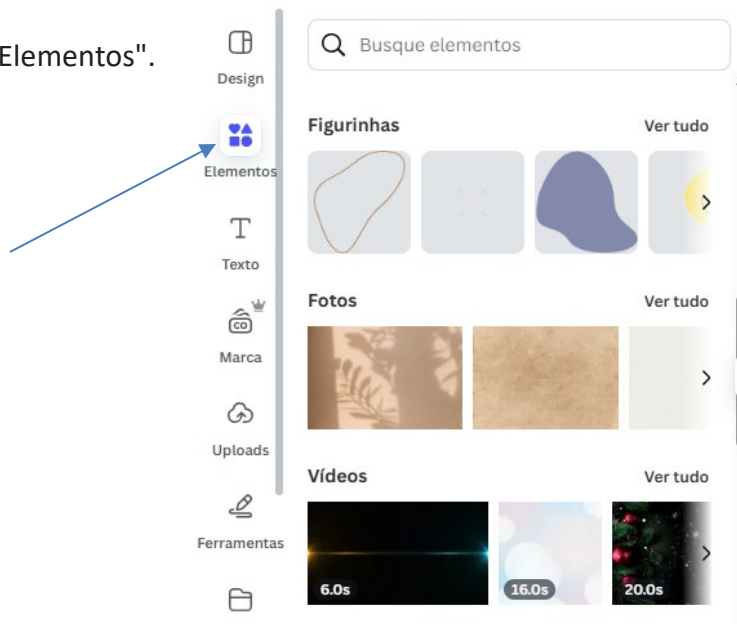 Elementos".
Design
Elementos
Texto
CO
Marca
Uploads
Ferramentas
Busque elementos
Figurinhas
Ver tudo
Fotos
Ver tudo
Vídeos
Ver tudo
6.0s
16.0s
20.0s